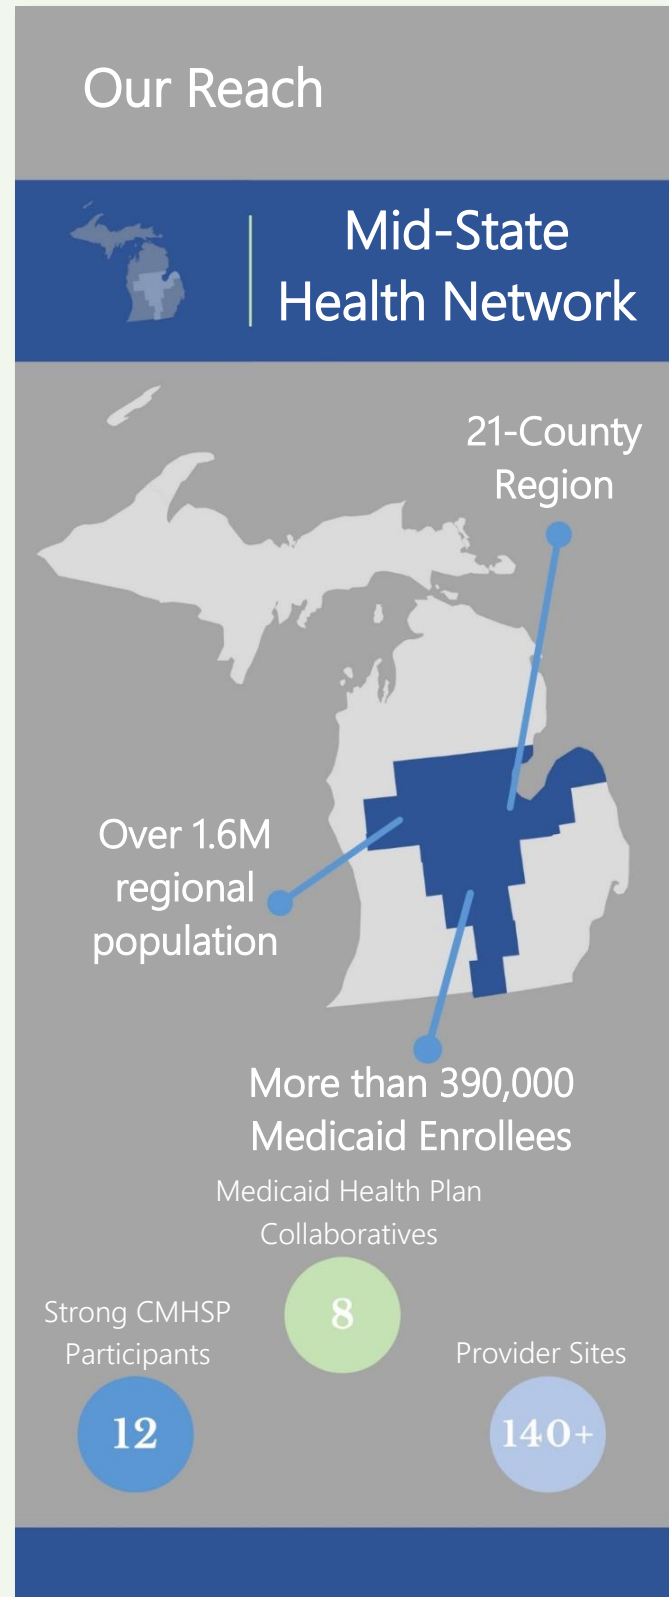 Our Reach
Mid-State
Health Network
21-County
Region
Over 1.6M
regional
population
More than 390,000
Medicaid Enrollees
Medicaid Health Plan
Collaboratives
8
Strong CMHSP
Participants
12
Provider Sites
140+